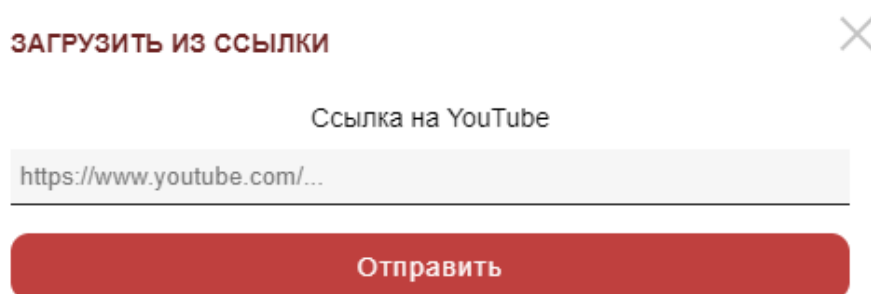 ЗАГРУЗИТЬ ИЗ ССЫЛКИ
Ссылка на YouTube
https://www.youtube.com/...
Отправить